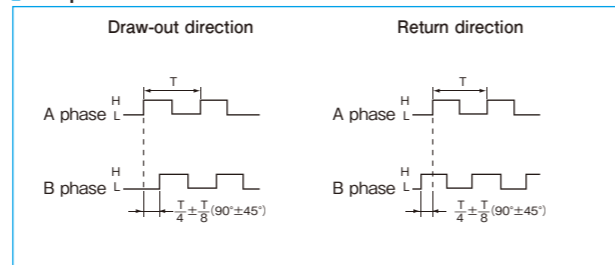 Draw-out direction
Return direction
T
H
A phase L
H
B phase L
T/4±T/8(90°±45°)
T
H
A phase L
H
B phase L
T/4±T/8(90°±45°)